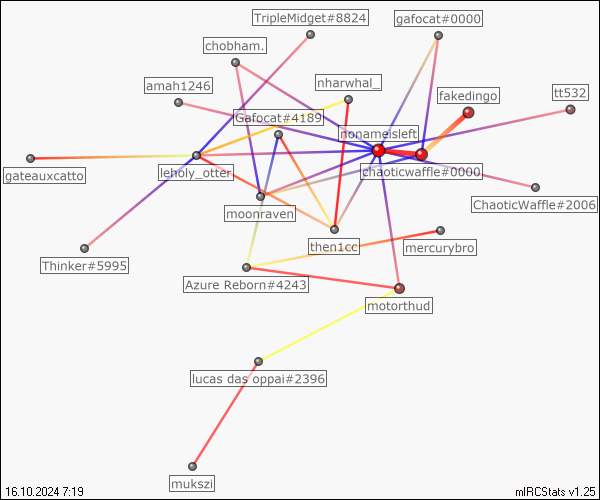 TripleMidget#8824
gafocat#0000
chobham.
nharwhal_
amah1246
fakedingo
tt532
Gafocat#4189
nonameisleft
gateauxcatto
leholy_otter
chaoticwaffle#0000
ChaoticWaffle#2006
moonraven
then1cc
mercurybro
Thinker#5995
Azure Reborn#4243
motorthud
lucas das oppai#2396
mukszi
16.10.2024 7:19
mIRCStats v1.25